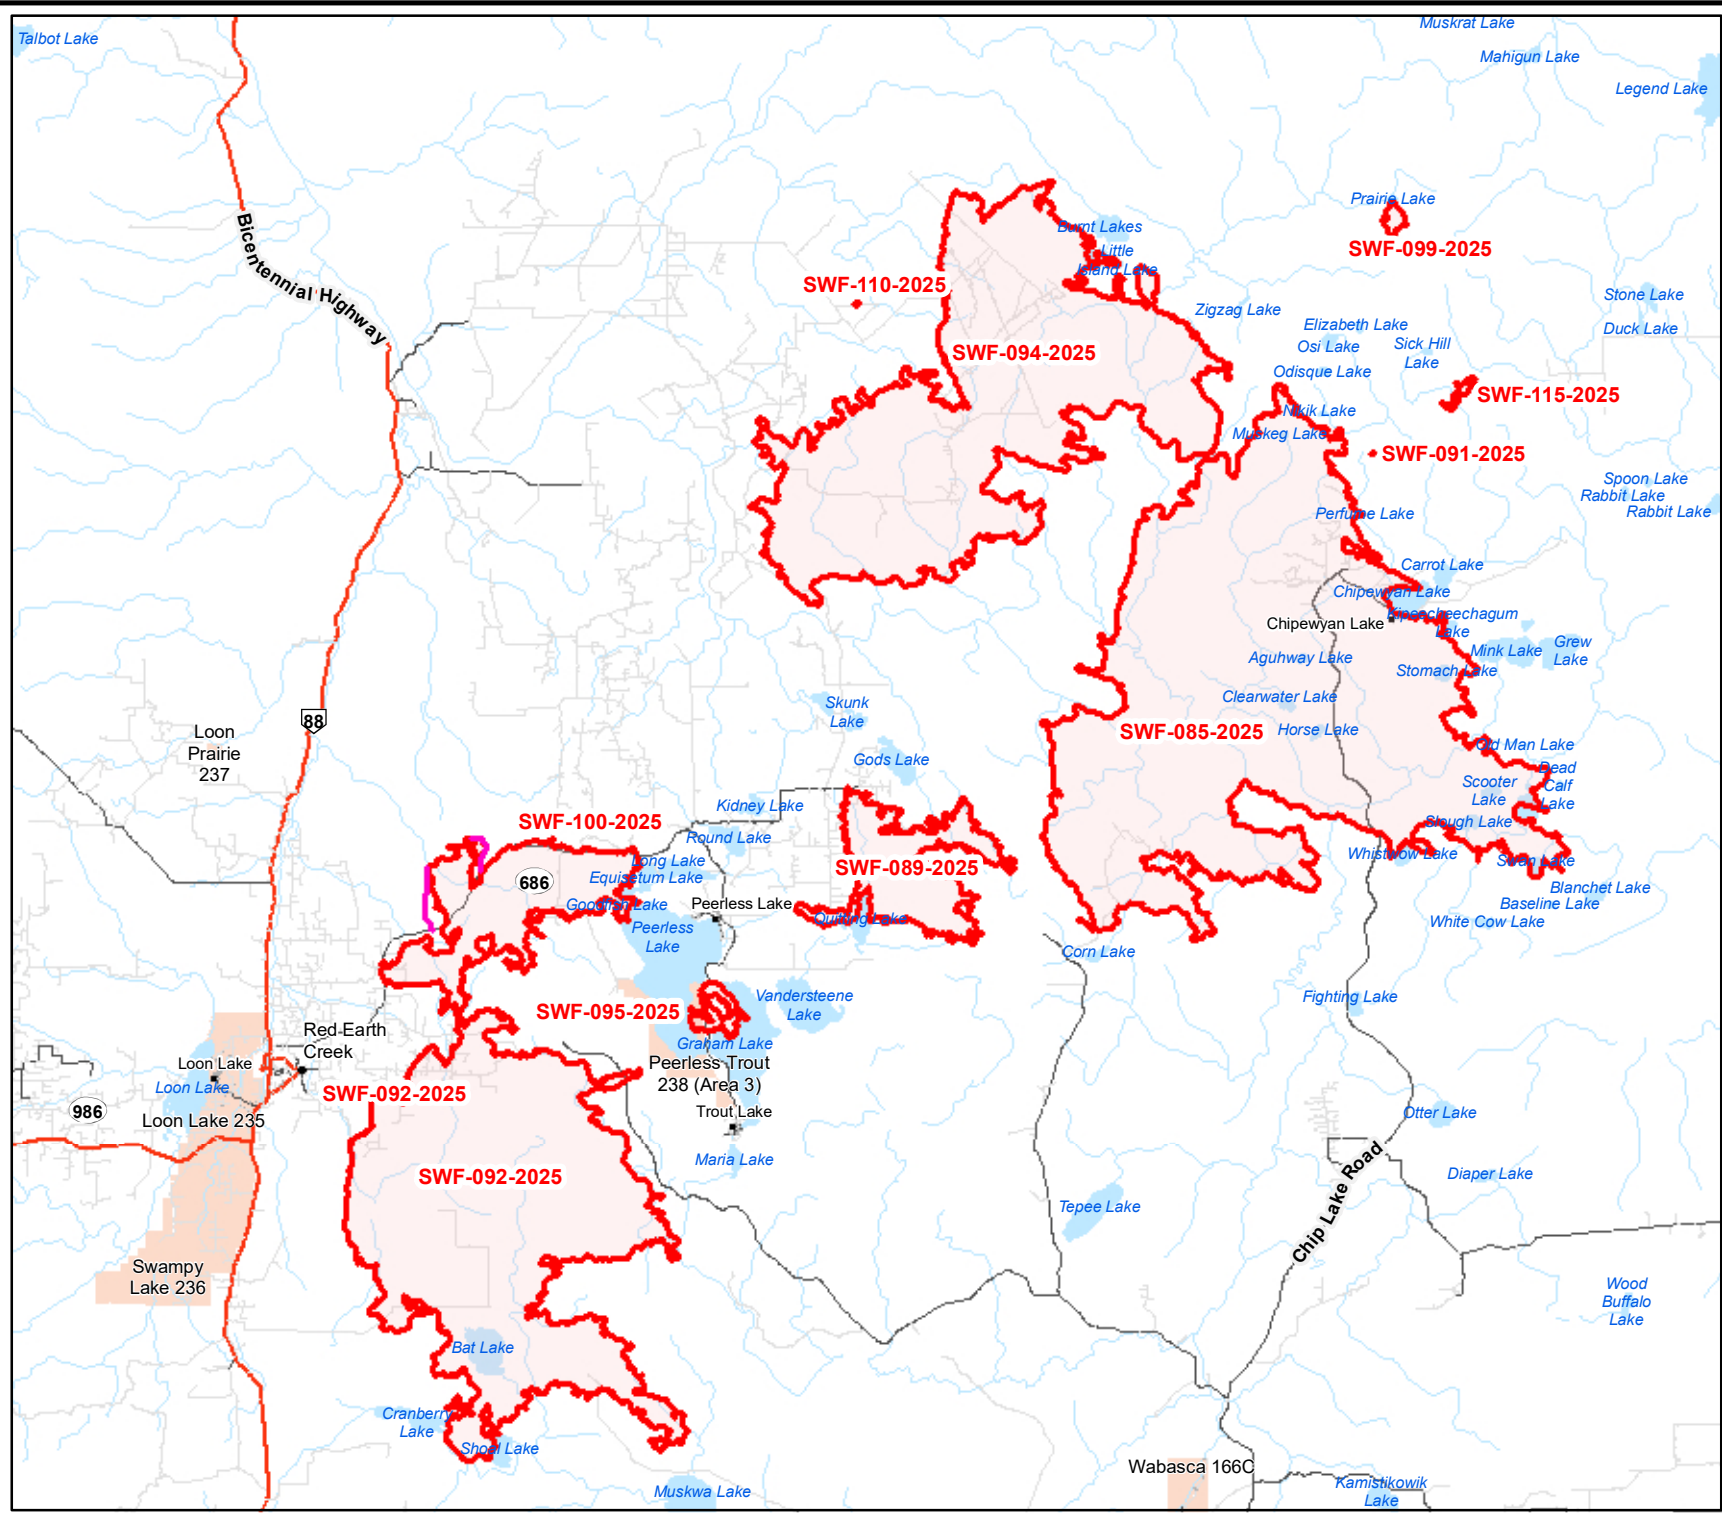 Talbot Lake
Muskrat Lake
Mahigun Lake
Legend Lake
Bicentennial Highway
Prairie Lake
SWF-099-2025
Burnt Lakes
Little
Island Lake
SWF-110-2025
Zigzag Lake
Stone Lake
Duck Lake
Elizabeth Lake
Osi Lake
Sick Hill
Lake
SWF-094-2025
Odisque Lake
SWF-115-2025
Nikik Lake
Muskeg Lake
SWF-091-2025
Spoon Lake
Rabbit Lake
Rabbit Lake
Perfume Lake
Carrot Lake
Chipewyan Lake
Kipeecheechagum
Lake
Chipewyan Lake
Mink Lake
Grew
Lake
Aguhway Lake
Stomach Lake
Clearwater Lake
Skunk
Lake
88
Loon
Prairie
237
SWF-085-2025
Horse Lake
Old Man Lake
Gods Lake
Dead
Calf
Lake
Scooter
Lake
Kidney Lake
SWF-100-2025
Slough Lake
Round Lake
Long Lake
Whistwow Lake
Swan Lake
SWF-089-2025
Equisetum Lake
686
Blanchet Lake
Baseline Lake
Goodfish Lake
Peerless Lake
Quitting Lake
White Cow Lake
Peerless
Lake
Corn Lake
Vandersteene
Lake
Fighting Lake
SWF-095-2025
Red Earth
Creek
Graham Lake
Loon Lake
Peerless Trout
238 (Area 3)
Loon Lake
SWF-092-2025
986
Loon Lake 235
Trout Lake
Otter Lake
Maria Lake
SWF-092-2025
Diaper Lake
Chip Lake Road
Tepee Lake
Swampy
Lake 236
Wood
Buffalo
Lake
Bat Lake
Cranberry
Lake
Shoal Lake
Wabasca 166C
Muskwa Lake
Kamistikowik
Lake